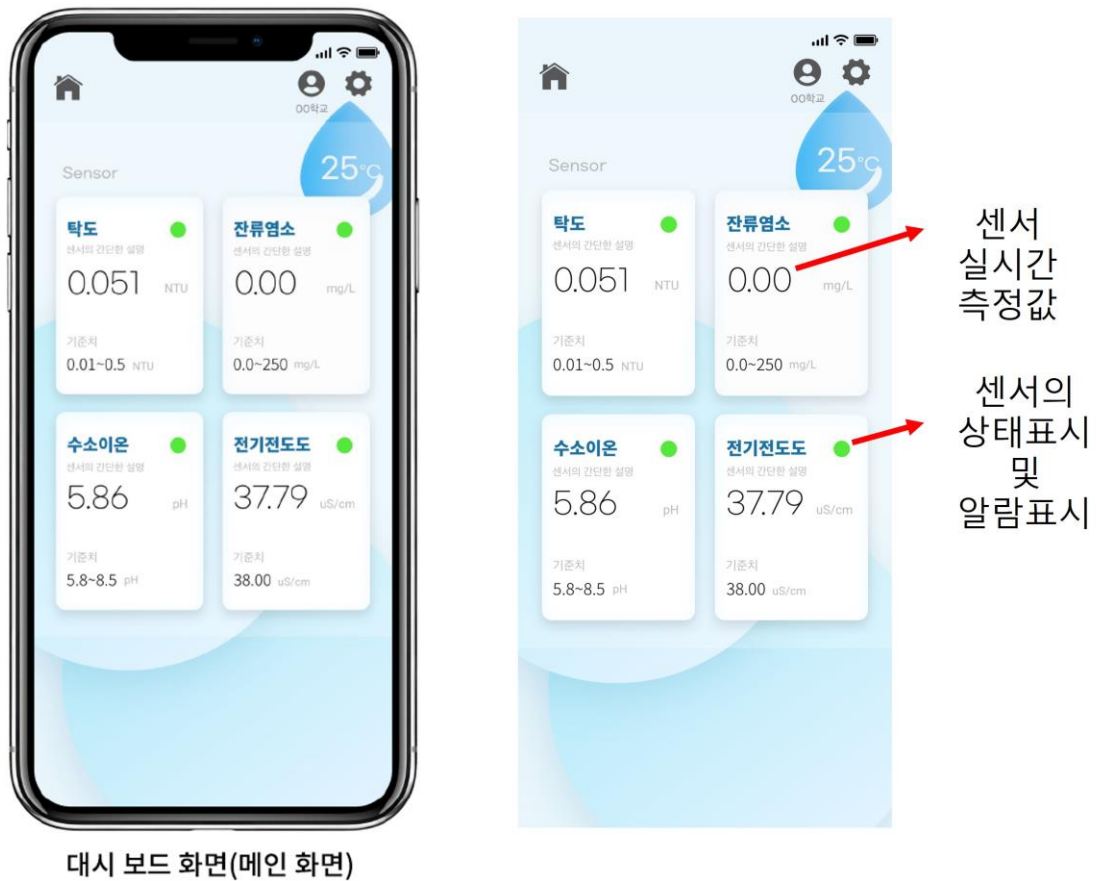 OO학교
25°C
Sensor
탁도
센서의 간단한 설명
0.051 NTU
기준치
0.01~0.5 NTU
잔류염소
센서의 간단한 설명
0.00 mg/L
기준치
0.0~250 mg/L
수소이온
센서의 간단한 설명
5.86 pH
기준치
5.8~8.5 pH
전기전도도
센서의 간단한 설명
37.79 uS/cm
기준치
38.00 uS/cm
대시 보드 화면(메인 화면)
OO학교
25°C
Sensor
탁도
센서의 간단한 설명
0.051 NTU
기준치
0.01~0.5 NTU
잔류염소
센서의 간단한 설명
0.00 mg/L
기준치
0.0~250 mg/L
수소이온
센서의 간단한 설명
5.86 pH
기준치
5.8~8.5 pH
전기전도도
센서의 간단한 설명
37.79 uS/cm
기준치
38.00 uS/cm
센서
실시간
측정값
센서의
상태표시
및
알람표시